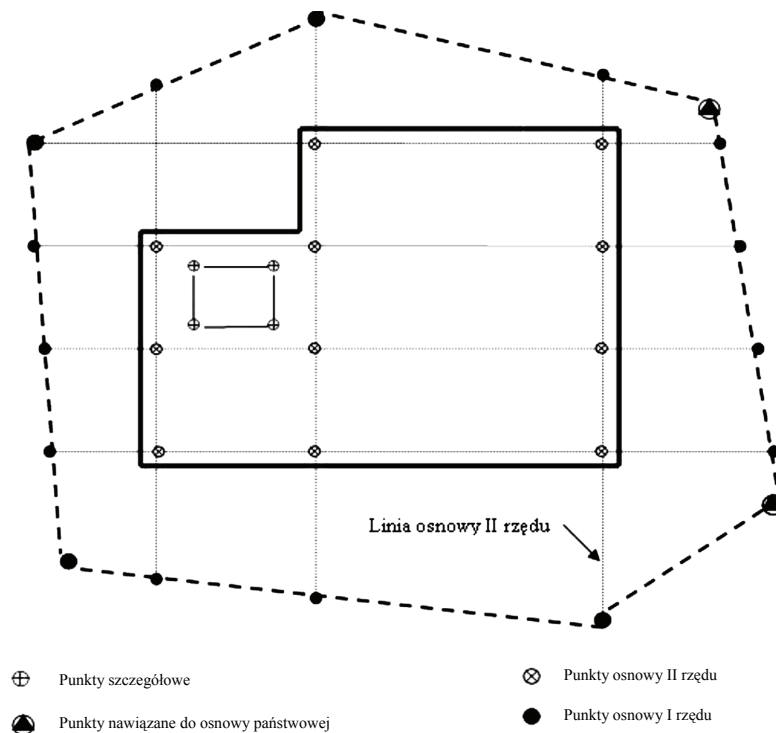 Linia osnowy II rzędu
Punkty szczegółowe
Punkty osnowy II rzędu
Punkty nawiązane do osnowy państwowej
Punkty osnowy I rzędu